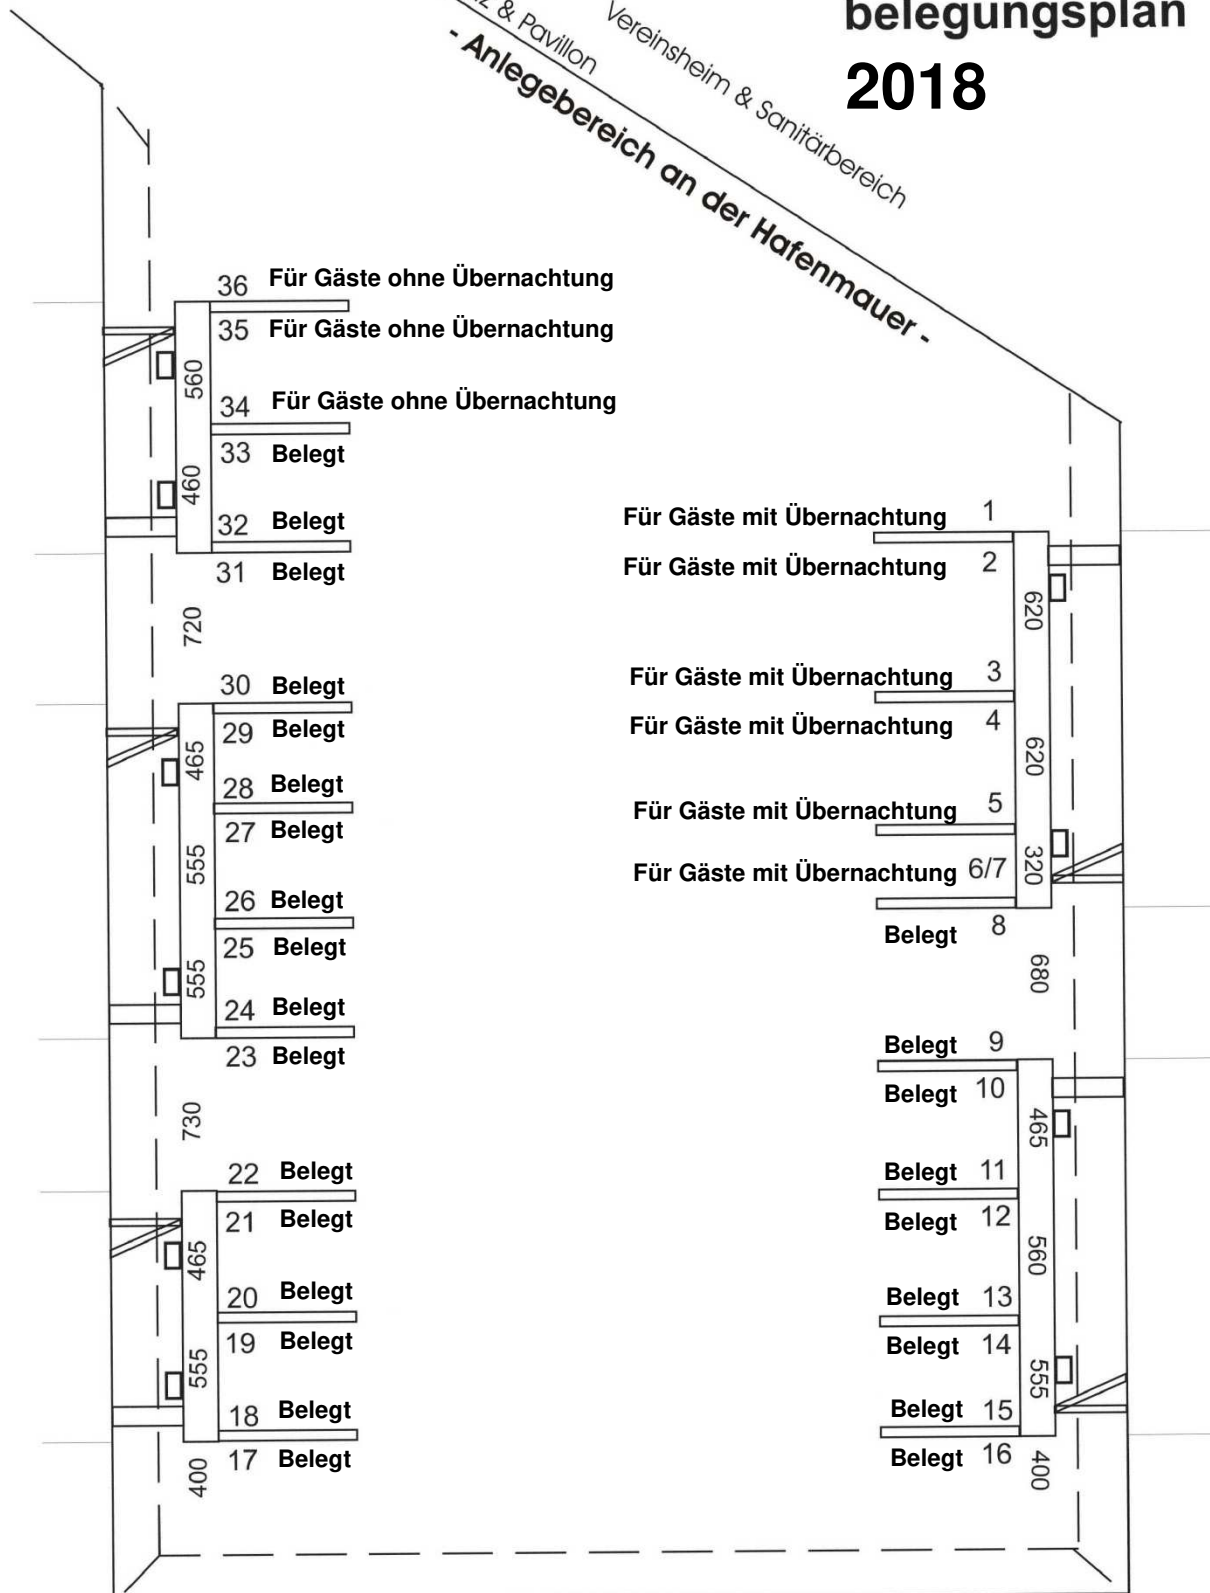 belegungsplan
2018
& Pavillon
Vereinsheim & Sanitärbereich
- Anlegebereich an der Hafenmauer -
36 Für Gäste ohne Übernachtung
35 Für Gäste ohne Übernachtung
560
34 Für Gäste ohne Übernachtung
33 Belegt
460
32 Belegt
31 Belegt
720
30 Belegt
29 Belegt
465
28 Belegt
27 Belegt
555
26 Belegt
25 Belegt
555
24 Belegt
23 Belegt
730
22 Belegt
21 Belegt
465
20 Belegt
19 Belegt
555
18 Belegt
17 Belegt
400
Für Gäste mit Übernachtung 1
Für Gäste mit Übernachtung 2
620
Für Gäste mit Übernachtung 3
Für Gäste mit Übernachtung 4
620
Für Gäste mit Übernachtung 5
Für Gäste mit Übernachtung 6/7
320
Belegt 8
680
Belegt 9
Belegt 10
465
Belegt 11
Belegt 12
560
Belegt 13
Belegt 14
555
Belegt 15
Belegt 16
400